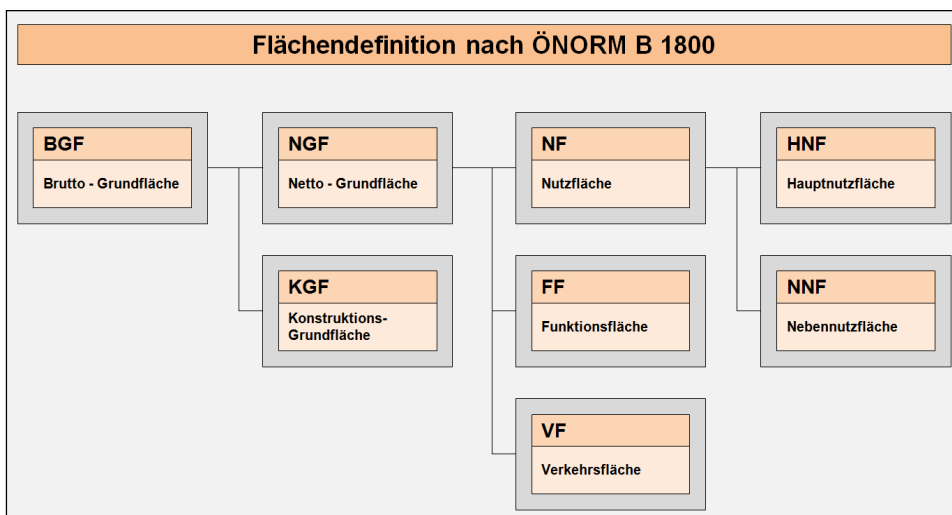 Flächendefinition nach ÖNORM B 1800
BGF
Brutto - Grundfläche
NGF
Netto - Grundfläche
NF
Nutzfläche
HNF
Hauptnutzfläche
KGF
Konstruktions-
Grundfläche
FF
Funktionsfläche
NNF
Nebennutzfläche
VF
Verkehrsfläche